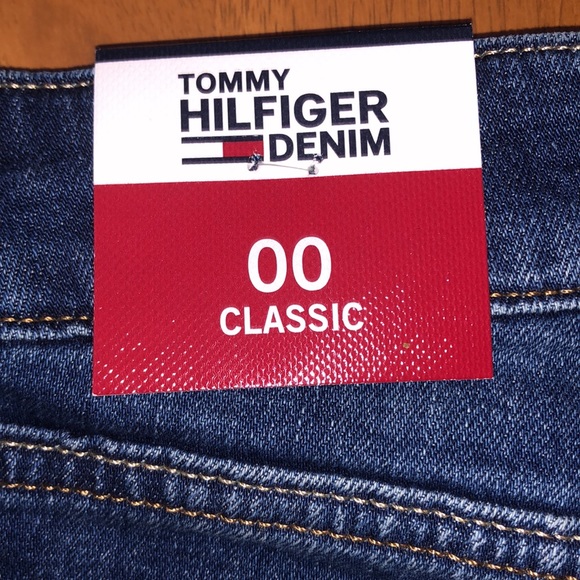 TOMMY
HILFIGER
DENIM
00
CLASSIC